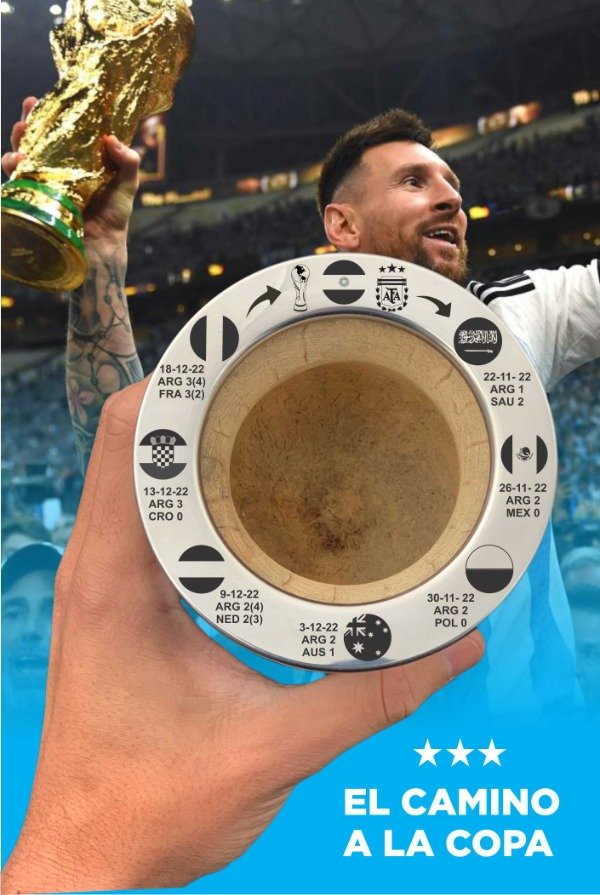 AFA
22-11- 22
ARG 1
SAU 2
26-11- 22
ARG 2
MEX 0
30-11- 22
ARG 2
POL 0
3-12-22
ARG 2
AUS 1
9-12-22
ARG 2(4)
NED 2(3)
13-12-22
ARG 3
CRO 0
18-12-22
ARG 3(4)
FRA 3(2)
EL CAMINO
A LA COPA